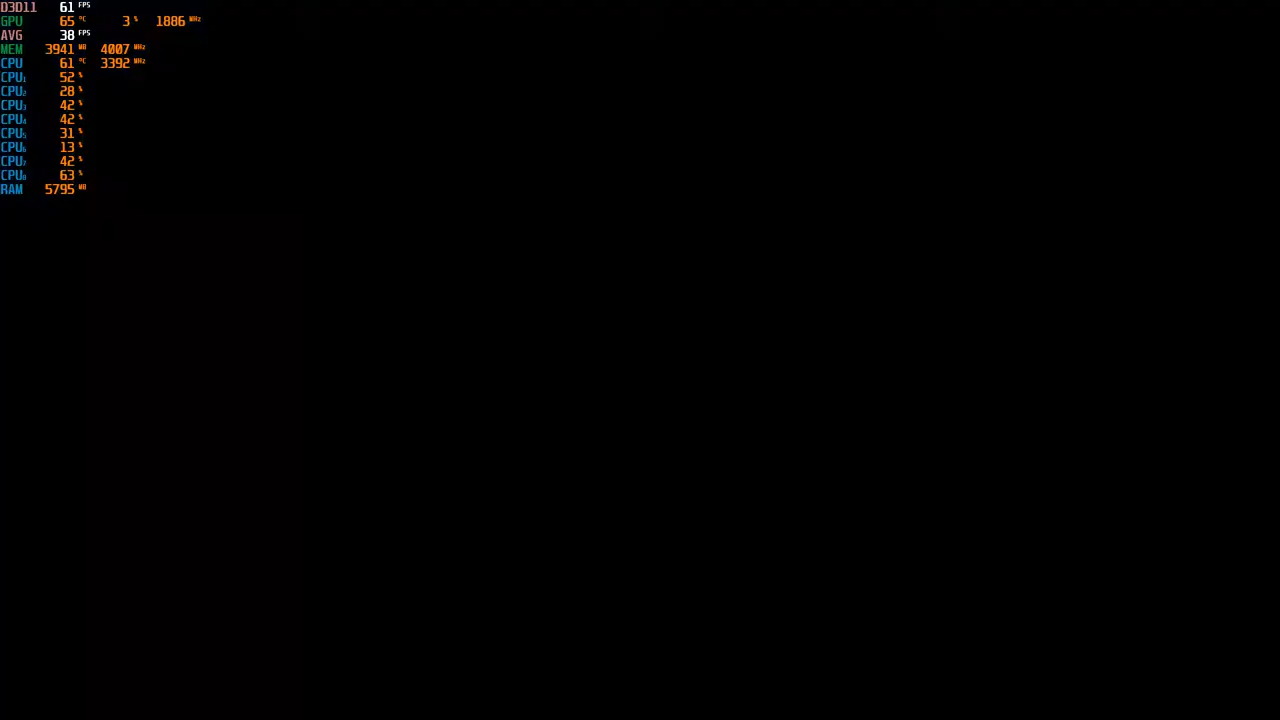 D3D11 61 FPS
GPU 65 °C 3 % 1886 MHz
AVG 38 FPS
MEM 3941 MB 4007 MHz
CPU 61 °C 3392 MHz
CPU1 52 %
CPU2 28 %
CPU3 42 %
CPU4 42 %
CPU5 31 %
CPU6 13 %
CPU7 42 %
CPU8 63 %
RAM 5795 MB